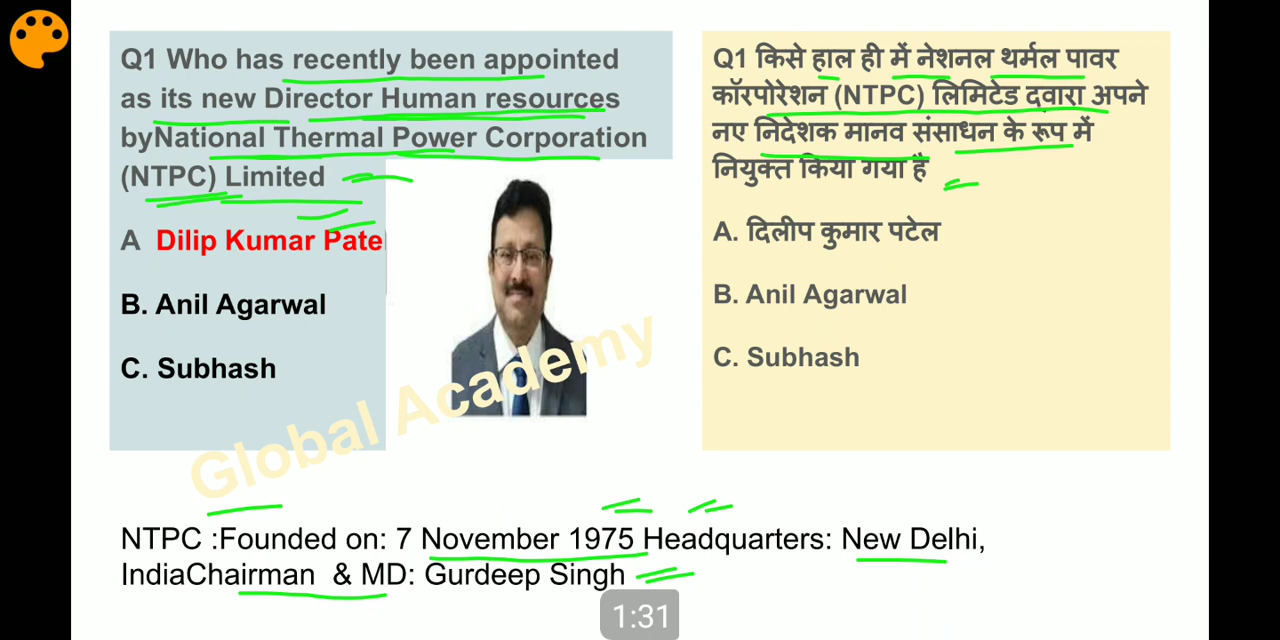 Q1 Who has recently been appointed
as its new Director Human resources
byNational Thermal Power Corporation
(NTPC) Limited
A Dilip Kumar Pate
B. Anil Agarwal
C. Subhash
Q1 किसे हाल ही में नेशनल थर्मल पावर
कॉरपोरेशन (NTPC) लिमिटेड दवारा अपने
नए निदेशक मानव संसाधन के रूप में
नियुक्त किया गया है
A. दिलीप कुमार पटेल
B. Anil Agarwal
C. Subhash
Global Academy
NTPC :Founded on: 7 November 1975 Headquarters: New Delhi,
IndiaChairman & MD: Gurdeep Singh
1:31